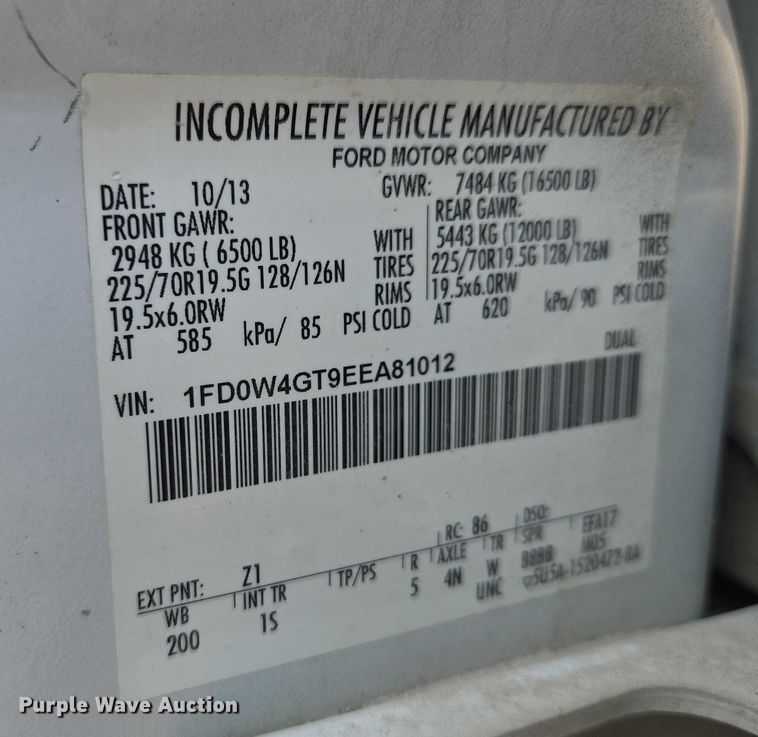 INCOMPLETE VEHICLE MANUFACTURED BY
FORD MOTOR COMPANY
DATE: 10/13 GVWR: 7484 KG (16500 LB)
FRONT GAWR: REAR GAWR:
2948 KG ( 6500 LB) WITH 5443 KG (12000 LB) WITH
225/70R19.5G 128/126N TIRES 225/70R19.5G 128/126N TIRES
19.5x6.0RW RIMS 19.5x6.0RW RIMS
AT 585 kPa/ 85 PSI COLD AT 620 kPa/ 90 PSI COLD
DUAL
VIN: 1FD0W4GT9EEA81012
EXT PNT: Z1 RC: 86 DSO:
WB INT TR TP/PS R AXLE TR SPR EFA17
200 1S 5 4N W BBBB M05
UNC
Purple Wave Auction